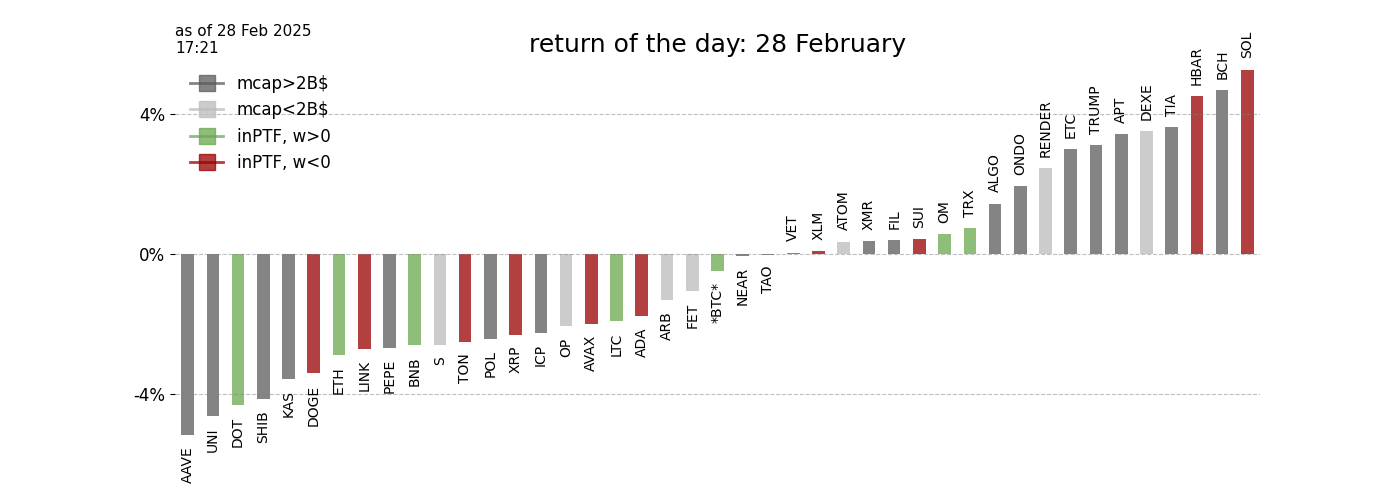 as of 28 Feb 2025
17:21
return of the day: 28 February
mcap>2B$
mcap<2B$
inPTF, w>0
inPTF, w<0
4%
0%
-4%
AAVE
UNI
DOT
SHIB
KAS
DOGE
ETH
LINK
PEPE
BNB
S
TON
POL
XRP
ICP
OP
AVAX
LTC
ADA
ARB
FET
*BTC*
NEAR
TAO
VET
XLM
ATOM
XMR
FIL
SUI
OM
TRX
ALGO
ONDO
RENDER
ETC
TRUMP
APT
DEXE
TIA
HBAR
BCH
SOL